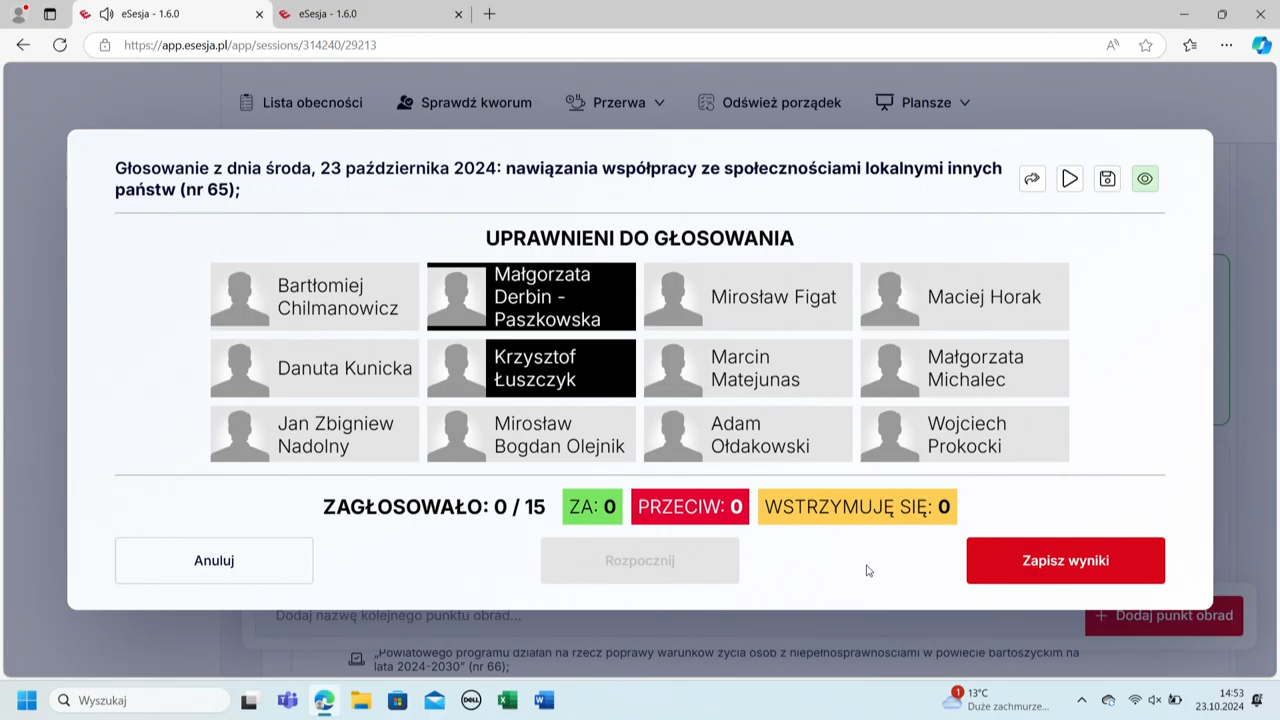 eSesja - 1.6.0
eSesja - 1.6.0
https://app.esesja.pl/app/sessions/314240/29213
Lista obecności
Sprawdź kworum
Przerwa
Odśwież porządek
Plansze
Głosowanie z dnia środa, 23 października 2024: nawiązania współpracy ze społecznościami lokalnymi innych
państw (nr 65);
UPRAWNIENI DO GŁOSOWANIA
Bartłomiej
Chilmanowicz
Małgorzata
Derbin -
Paszkowska
Mirosław Figat
Maciej Horak
Danuta Kunicka
Krzysztof
Łuszczyk
Marcin
Matejunas
Małgorzata
Michalec
Jan Zbigniew
Nadolny
Mirosław
Bogdan Olejnik
Adam
Ołdakowski
Wojciech
Prokocki
ZAGŁOSOWAŁO: 0 / 15
ZA: 0
PRZECIW: 0
WSTRZYMUJĘ SIĘ: 0
Anuluj
Rozpocznij
Zapisz wyniki
Dodaj nazwę kolejnego punktu obrad...
+ Dodaj punkt obrad
„Powiatowego programu działań na rzecz poprawy warunków życia osób z niepełnosprawnościami w powiecie bartoszyckim na
lata 2024-2030” (nr 66);
Wyszukaj
DELL
1
13°C
Duże zachmurze...
14:53
23.10.2024